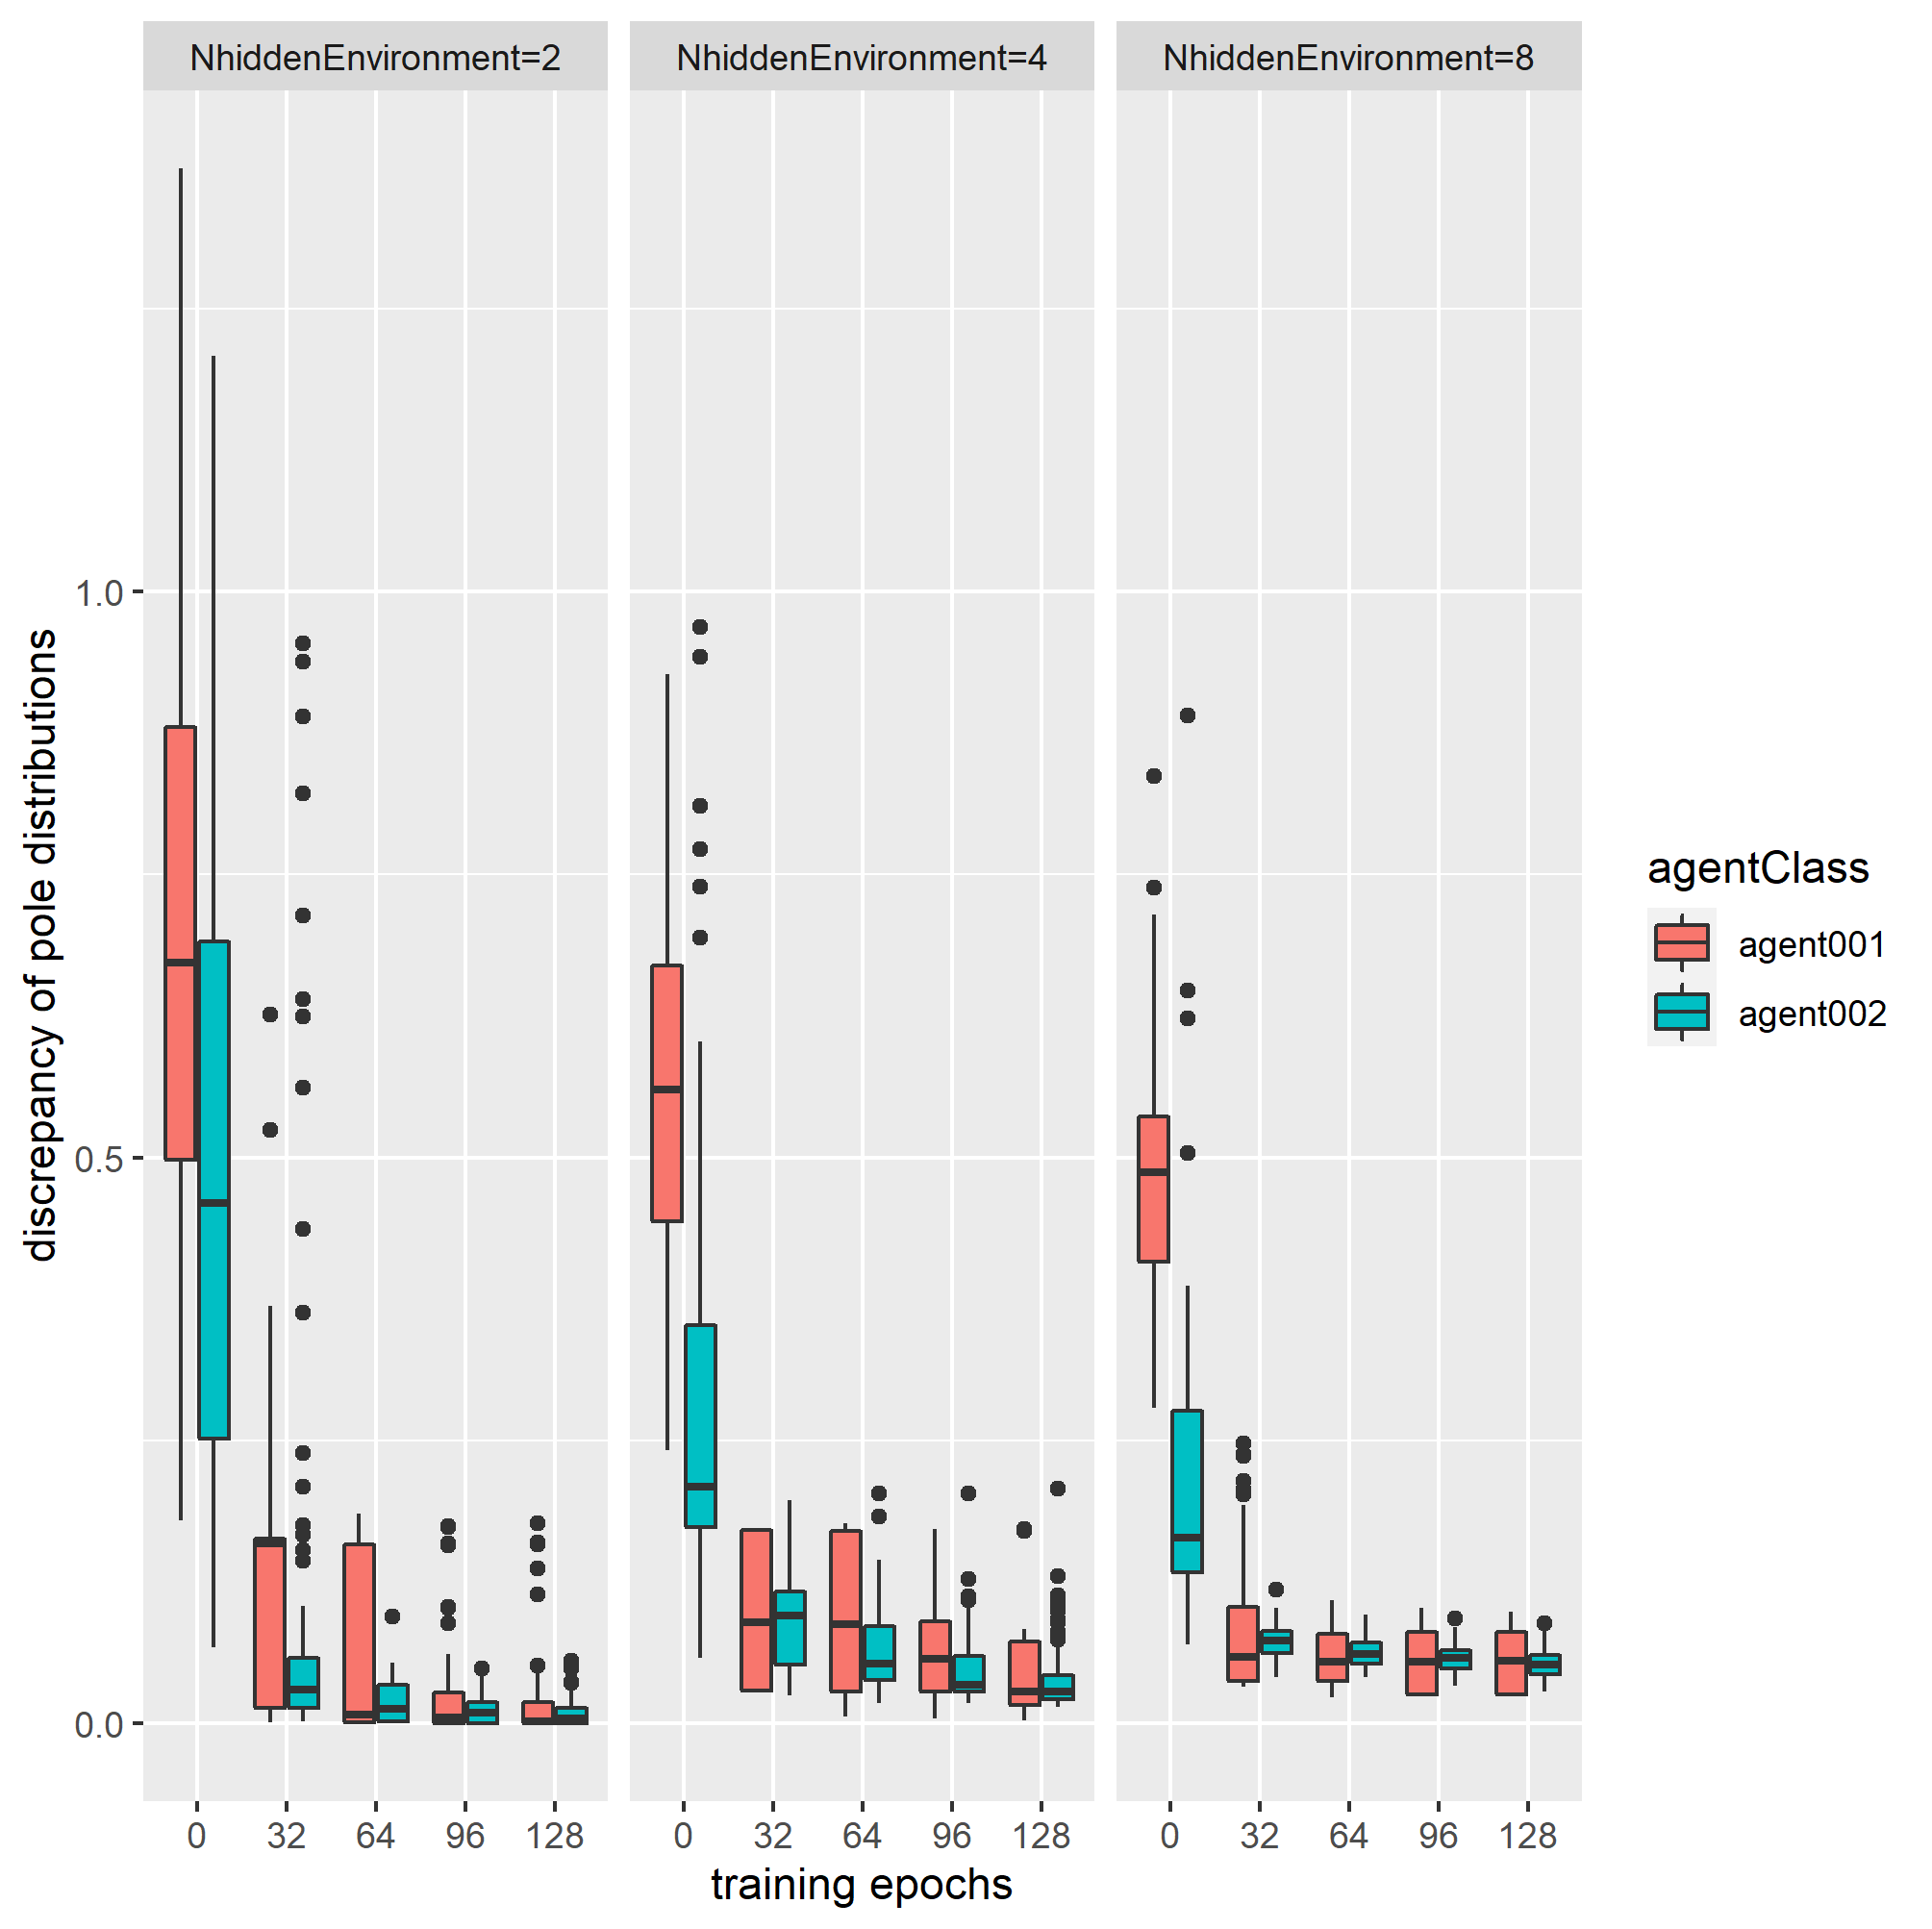 NhiddenEnvironment=2
NhiddenEnvironment=4
NhiddenEnvironment=8
discrepancy of pole distributions
1.0
0.5
0.0
0 32 64 96 128
0 32 64 96 128
0 32 64 96 128
training epochs
agentClass
agent001
agent002